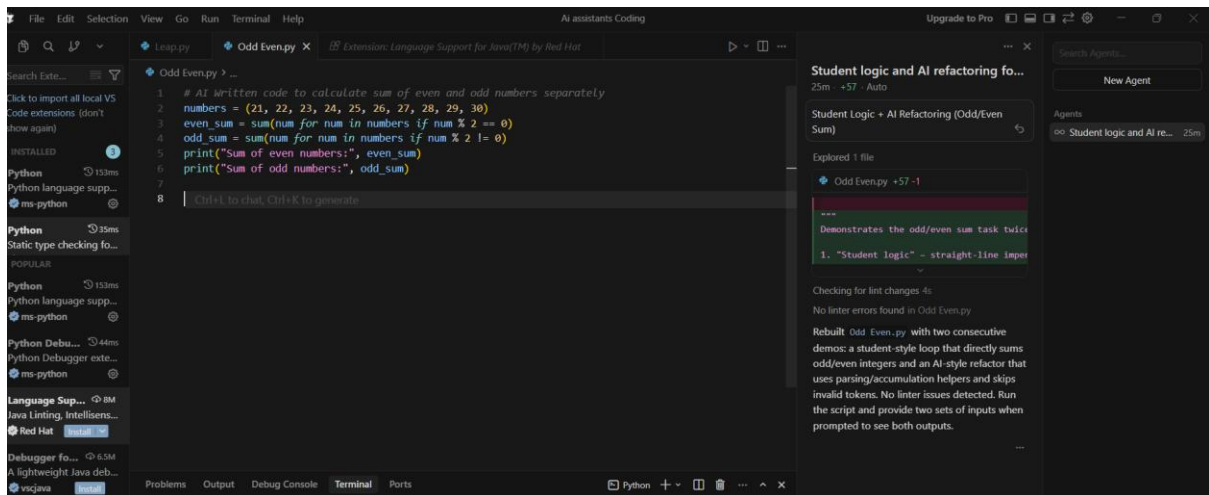 File Edit Selection View Go Run Terminal Help
Ai assistants Coding
Upgrade to Pro
Search Exte...
Click to import all local VS
Code extensions (don't
show again)
INSTALLED 3
Python 153ms
Python language supp...
ms-python
Python 35ms
Static type checking fo...
POPULAR
Python 153ms
Python language supp...
ms-python
Python Debu... 44ms
Python Debugger exte...
ms-python
Language Sup... 8M
Java Linting, Intellisens...
Red Hat Install
Debugger fo... 6.5M
A lightweight Java deb...
vscjava Install
Leap.py Odd Even.py Extension: Language Support for Java(TM) by Red Hat
Odd Even.py > ...
1 # AI Written code to calculate sum of even and odd numbers separately
2 numbers = (21, 22, 23, 24, 25, 26, 27, 28, 29, 30)
3 even_sum = sum(num for num in numbers if num % 2 == 0)
4 odd_sum = sum(num for num in numbers if num % 2 != 0)
5 print("Sum of even numbers:", even_sum)
6 print("Sum of odd numbers:", odd_sum)
7
8 Ctrl+L to chat, Ctrl+K to generate
Problems Output Debug Console Terminal Ports
Python
Student logic and AI refactoring fo...
25m · +57 · Auto
Student Logic + AI Refactoring (Odd/Even
Sum)
Explored 1 file
Odd Even.py +57 -1
"""
Demonstrates the odd/even sum task twice
1. "Student logic" – straight-line imper
Checking for lint changes 4s
No linter errors found in Odd Even.py
Rebuilt Odd Even.py with two consecutive
demos: a student-style loop that directly sums
odd/even integers and an AI-style refactor that
uses parsing/accumulation helpers and skips
invalid tokens. No linter issues detected. Run
the script and provide two sets of inputs when
prompted to see both outputs.
Search Agents...
New Agent
Agents
Student logic and AI re... 25m